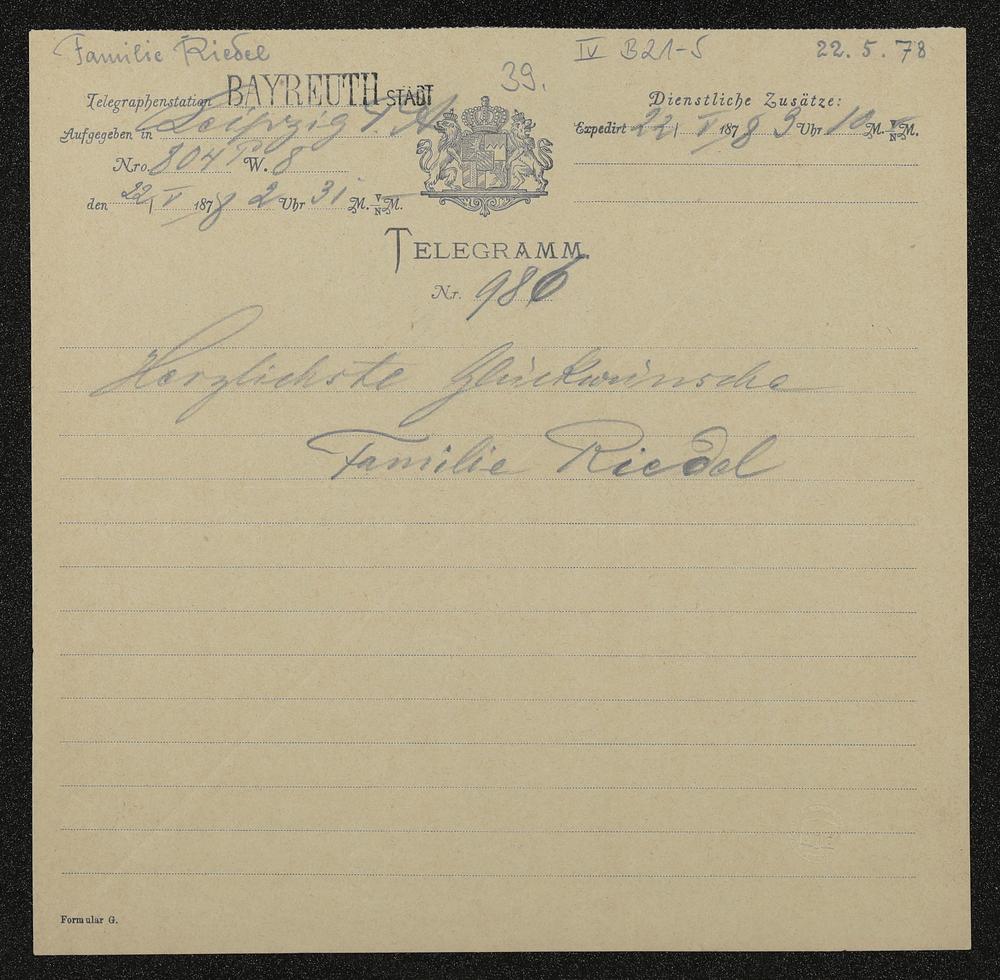 Familie Riedel IV B21-5 22.5.78
39.
Telegraphenstation BAYREUTH STADT
Dienstliche Zusätze:
Aufgegeben in Leipzig
Expedirt 22/V 1878 3 Uhr 10 M. V/N M.
Nro. 804 W. 8
den 22/V 1878 2 Uhr 31 M. V/N M.
TELEGRAMM.
Nr. 986
Herzlichste Glückwünsche
Familie Riedel
Formular G.